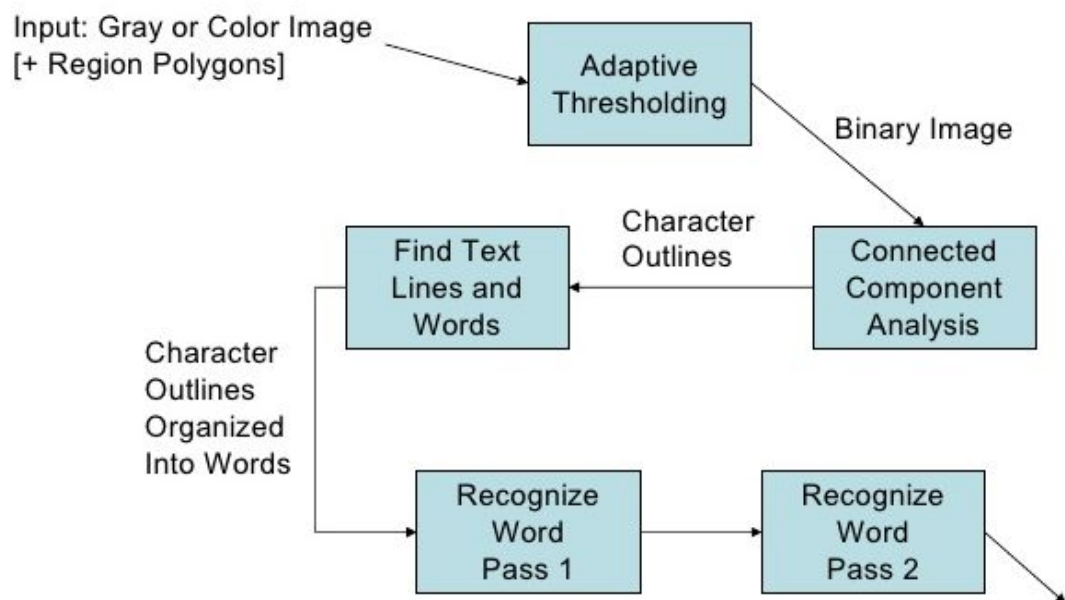 Input: Gray or Color Image
[+ Region Polygons]
Adaptive
Thresholding
Binary Image
Character
Outlines
Find Text
Lines and
Words
Connected
Component
Analysis
Character
Outlines
Organized
Into Words
Recognize
Word
Pass 1
Recognize
Word
Pass 2